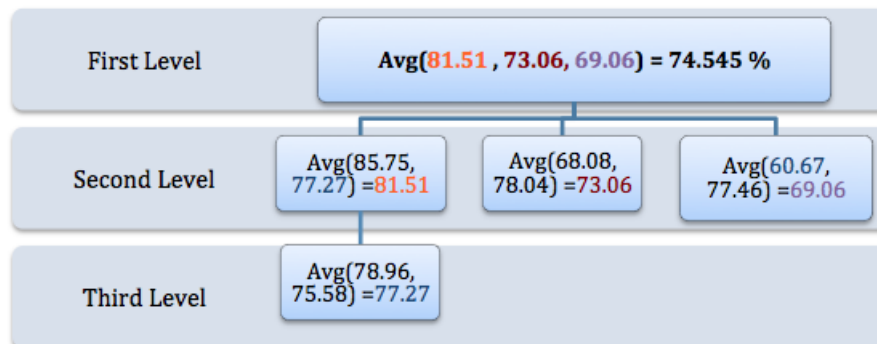 First Level
Avg(81.51 , 73.06, 69.06) = 74.545 %
Second Level
Avg(85.75,
77.27) =81.51
Avg(68.08,
78.04) =73.06
Avg(60.67,
77.46) =69.06
Third Level
Avg(78.96,
75.58) =77.27